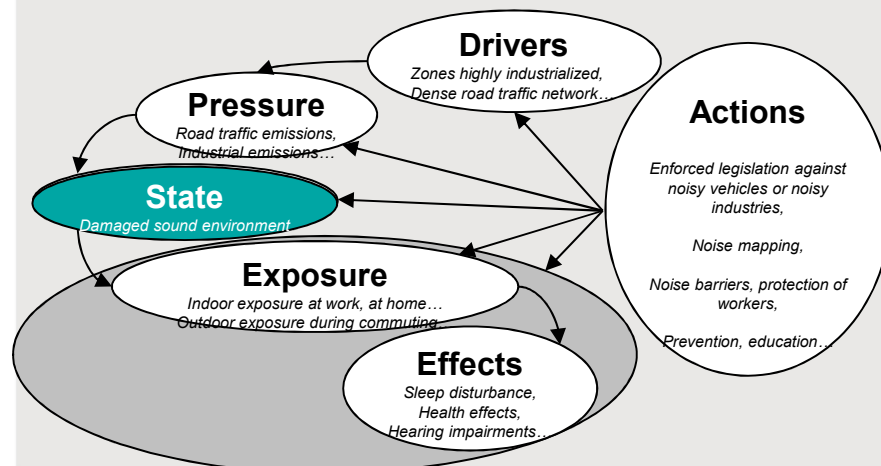 Drivers
Zones highly industrialized,
Dense road traffic network…
Pressure
Road traffic emissions,
Industrial emissions…
State
Damaged sound environment
Exposure
Indoor exposure at work, at home…
Outdoor exposure during commuting…
Effects
Sleep disturbance,
Health effects,
Hearing impairments…
Actions
Enforced legislation against
noisy vehicles or noisy
industries,
Noise mapping,
Noise barriers, protection of
workers,
Prevention, education…